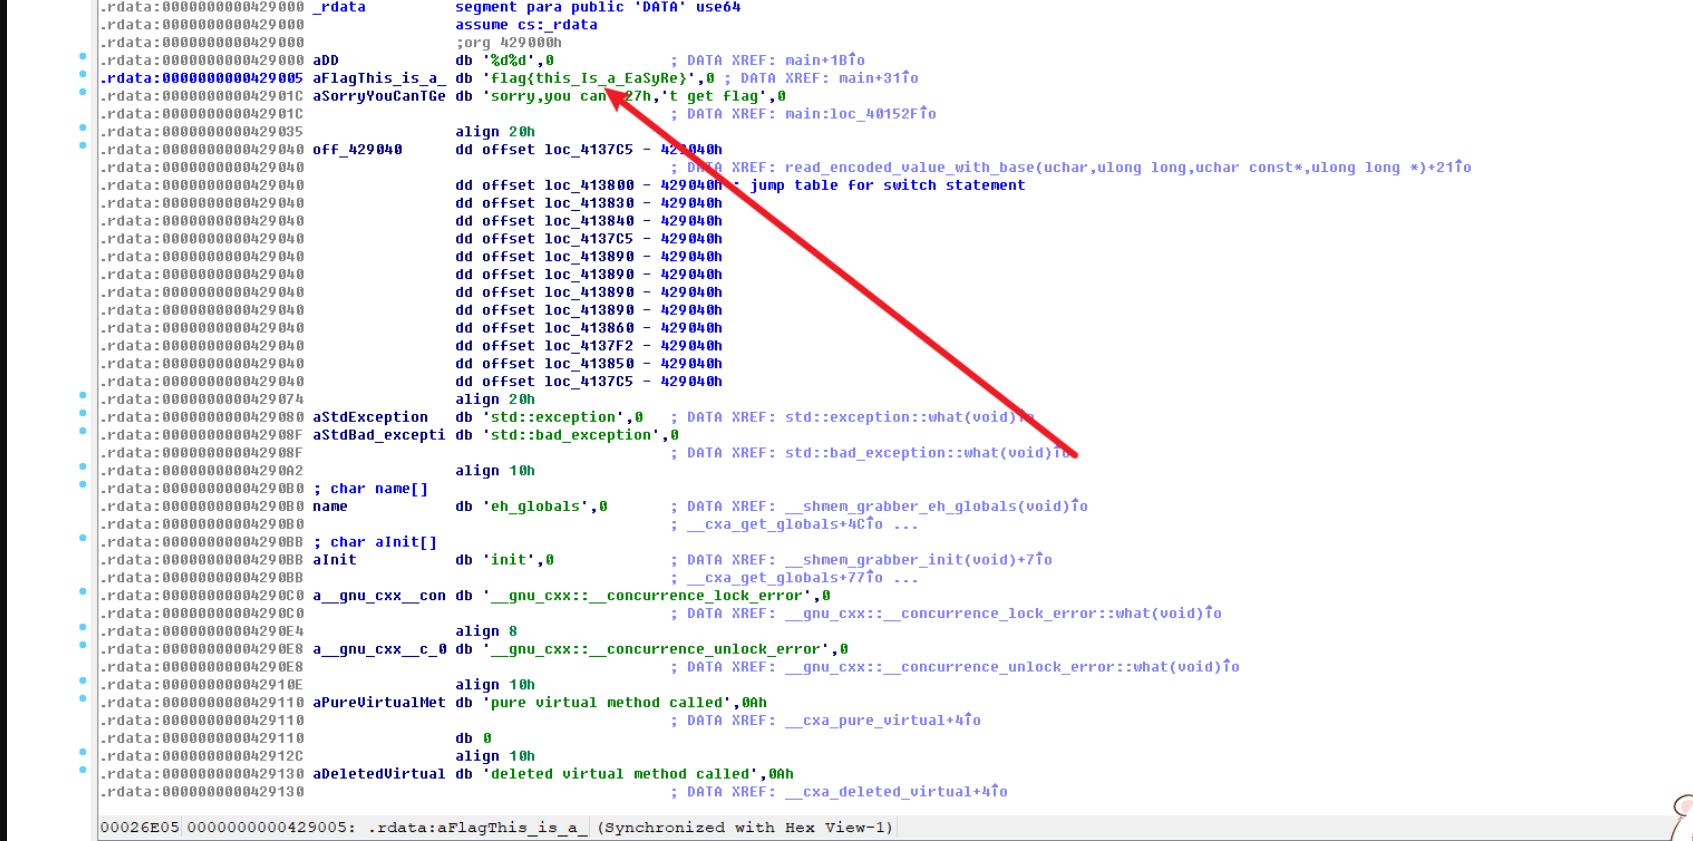 .rdata:0000000000429000 _rdata segment para public 'DATA' use64
.rdata:0000000000429000 assume cs:_rdata
.rdata:0000000000429000 ;org 429000h
.rdata:0000000000429000 aDD db '%d%d',0 ; DATA XREF: main+1B↑o
.rdata:0000000000429005 aFlagThis_is_a_ db 'flag{this_Is_a_EaSyRe}',0 ; DATA XREF: main+31↑o
.rdata:000000000042901C aSorryYouCanTGe db 'sorry,you can 27h,'t get flag',0
.rdata:000000000042901C ; DATA XREF: main:loc_40152F↑o
.rdata:0000000000429035 align 20h
.rdata:0000000000429040 off_429040 dd offset loc_4137C5 - 429040h
.rdata:0000000000429040 ; DATA XREF: read_encoded_value_with_base(uchar,ulong long,uchar const*,ulong long *)+21↑o
.rdata:0000000000429040 dd offset loc_413800 - 429040h ; jump table for switch statement
.rdata:0000000000429040 dd offset loc_413830 - 429040h
.rdata:0000000000429040 dd offset loc_413840 - 429040h
.rdata:0000000000429040 dd offset loc_4137C5 - 429040h
.rdata:0000000000429040 dd offset loc_413890 - 429040h
.rdata:0000000000429040 dd offset loc_413890 - 429040h
.rdata:0000000000429040 dd offset loc_413890 - 429040h
.rdata:0000000000429040 dd offset loc_413890 - 429040h
.rdata:0000000000429040 dd offset loc_413860 - 429040h
.rdata:0000000000429040 dd offset loc_4137F2 - 429040h
.rdata:0000000000429040 dd offset loc_413850 - 429040h
.rdata:0000000000429040 dd offset loc_4137C5 - 429040h
.rdata:0000000000429074 align 20h
.rdata:0000000000429080 aStdException db 'std::exception',0 ; DATA XREF: std::exception::what(void)↑o
.rdata:000000000042908F aStdBad_excepti db 'std::bad_exception',0
.rdata:000000000042908F ; DATA XREF: std::bad_exception::what(void)↑o
.rdata:00000000004290A2 align 10h
.rdata:00000000004290B0 ; char name[]
.rdata:00000000004290B0 name db 'eh_globals',0 ; DATA XREF: __shmem_grabber_eh_globals(void)↑o
.rdata:00000000004290B0 ; __cxa_get_globals+4C↑o ...
.rdata:00000000004290BB ; char aInit[]
.rdata:00000000004290BB aInit db 'init',0 ; DATA XREF: __shmem_grabber_init(void)+7↑o
.rdata:00000000004290BB ; __cxa_get_globals+77↑o ...
.rdata:00000000004290C0 a__gnu_cxx__con db '__gnu_cxx::__concurrence_lock_error',0
.rdata:00000000004290C0 ; DATA XREF: __gnu_cxx::__concurrence_lock_error::what(void)↑o
.rdata:00000000004290E4 align 8
.rdata:00000000004290E8 a__gnu_cxx__c_0 db '__gnu_cxx::__concurrence_unlock_error',0
.rdata:00000000004290E8 ; DATA XREF: __gnu_cxx::__concurrence_unlock_error::what(void)↑o
.rdata:000000000042910E align 10h
.rdata:0000000000429110 aPureVirtualMet db 'pure virtual method called',0Ah
.rdata:0000000000429110 ; DATA XREF: __cxa_pure_virtual+4↑o
.rdata:0000000000429110 db 0
.rdata:000000000042912C align 10h
.rdata:0000000000429130 aDeletedVirtual db 'deleted virtual method called',0Ah
.rdata:0000000000429130 ; DATA XREF: __cxa_deleted_virtual+4↑o
00026E05 0000000000429005: .rdata:aFlagThis_is_a_ (Synchronized with Hex View-1)